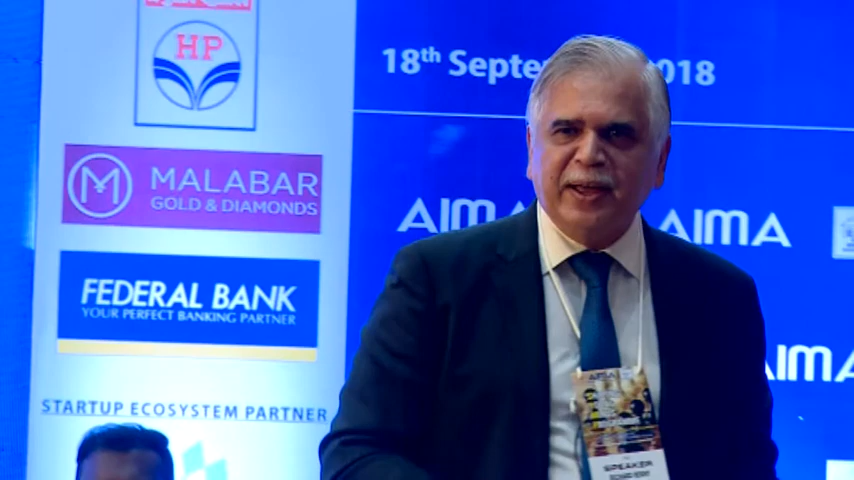 HP
MALABAR
GOLD & DIAMONDS
FEDERAL BANK
YOUR PERFECT BANKING PARTNER
STARTUP ECOSYSTEM PARTNER
18th
2018
AIMA
AIMA
AIMA
AIMA
SPEAKER